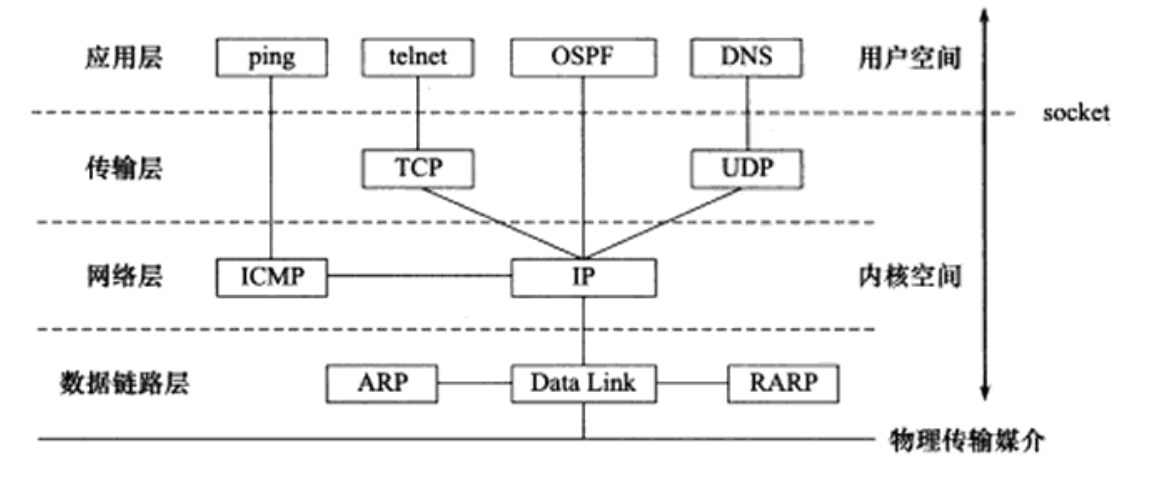 应用层 ping telnet OSPF DNS 用户空间
socket
传输层 TCP UDP
网络层 ICMP IP 内核空间
数据链路层 ARP Data Link RARP
物理传输媒介